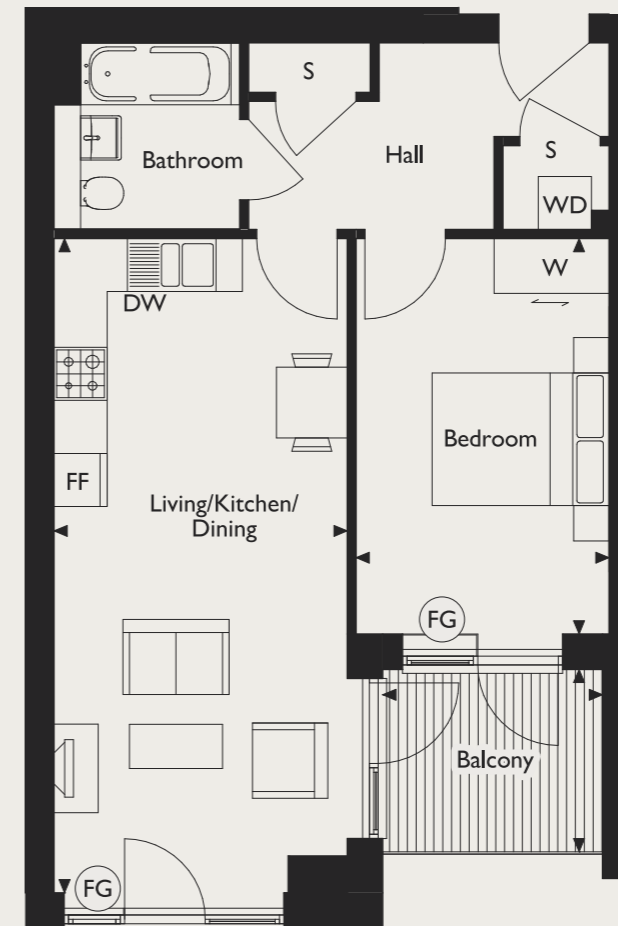 S
Bathroom
Hall
S
WD
W
DW
Bedroom
FF
Living/Kitchen/
Dining
FG
Balcony
FG